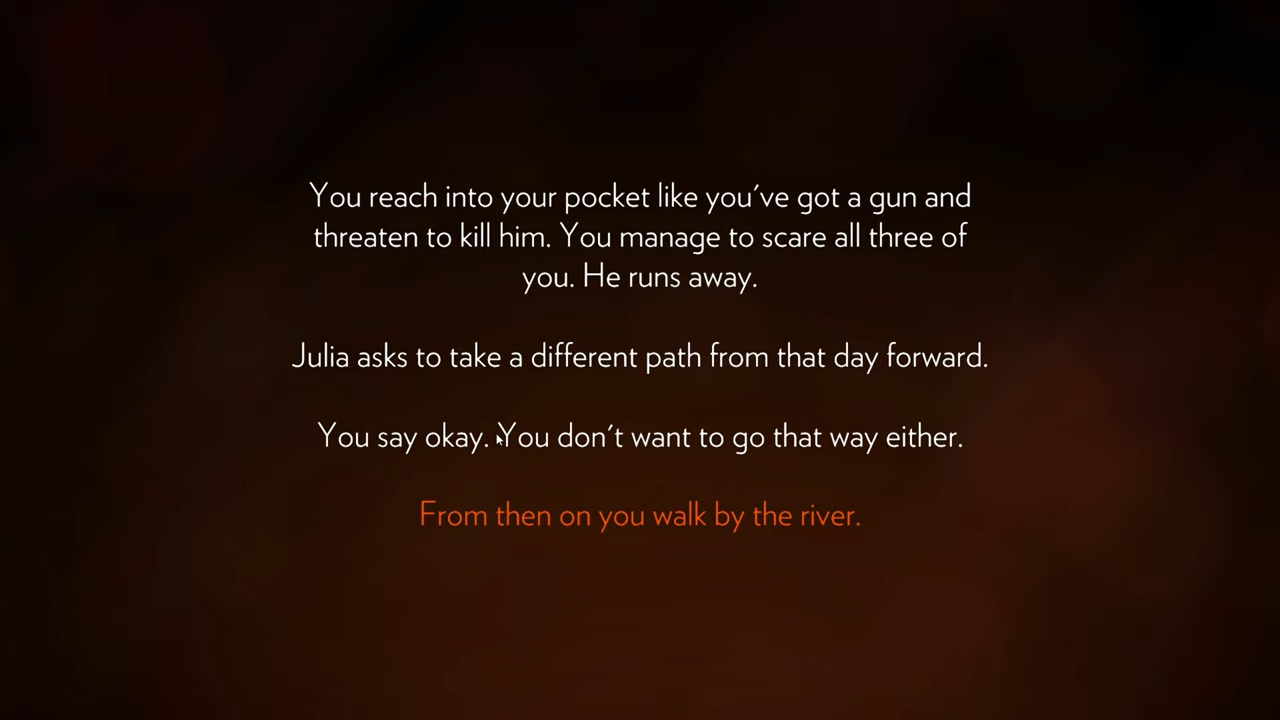 You reach into your pocket like you've got a gun and
threaten to kill him. You manage to scare all three of
you. He runs away.
Julia asks to take a different path from that day forward.
You say okay. You don't want to go that way either.
From then on you walk by the river.